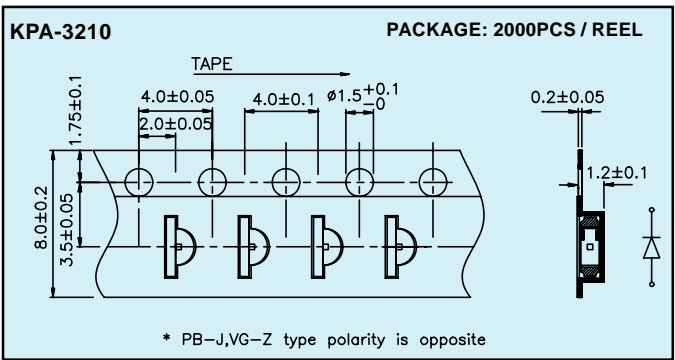 KPA-3210
PACKAGE: 2000PCS / REEL
TAPE
4.0±0.05
4.0±0.1
ø1.5+0.1
-0
0.2±0.05
2.0±0.05
1.75±0.1
1.2±0.1
8.0±0.2
3.5±0.05
* PB-J,VG-Z type polarity is opposite